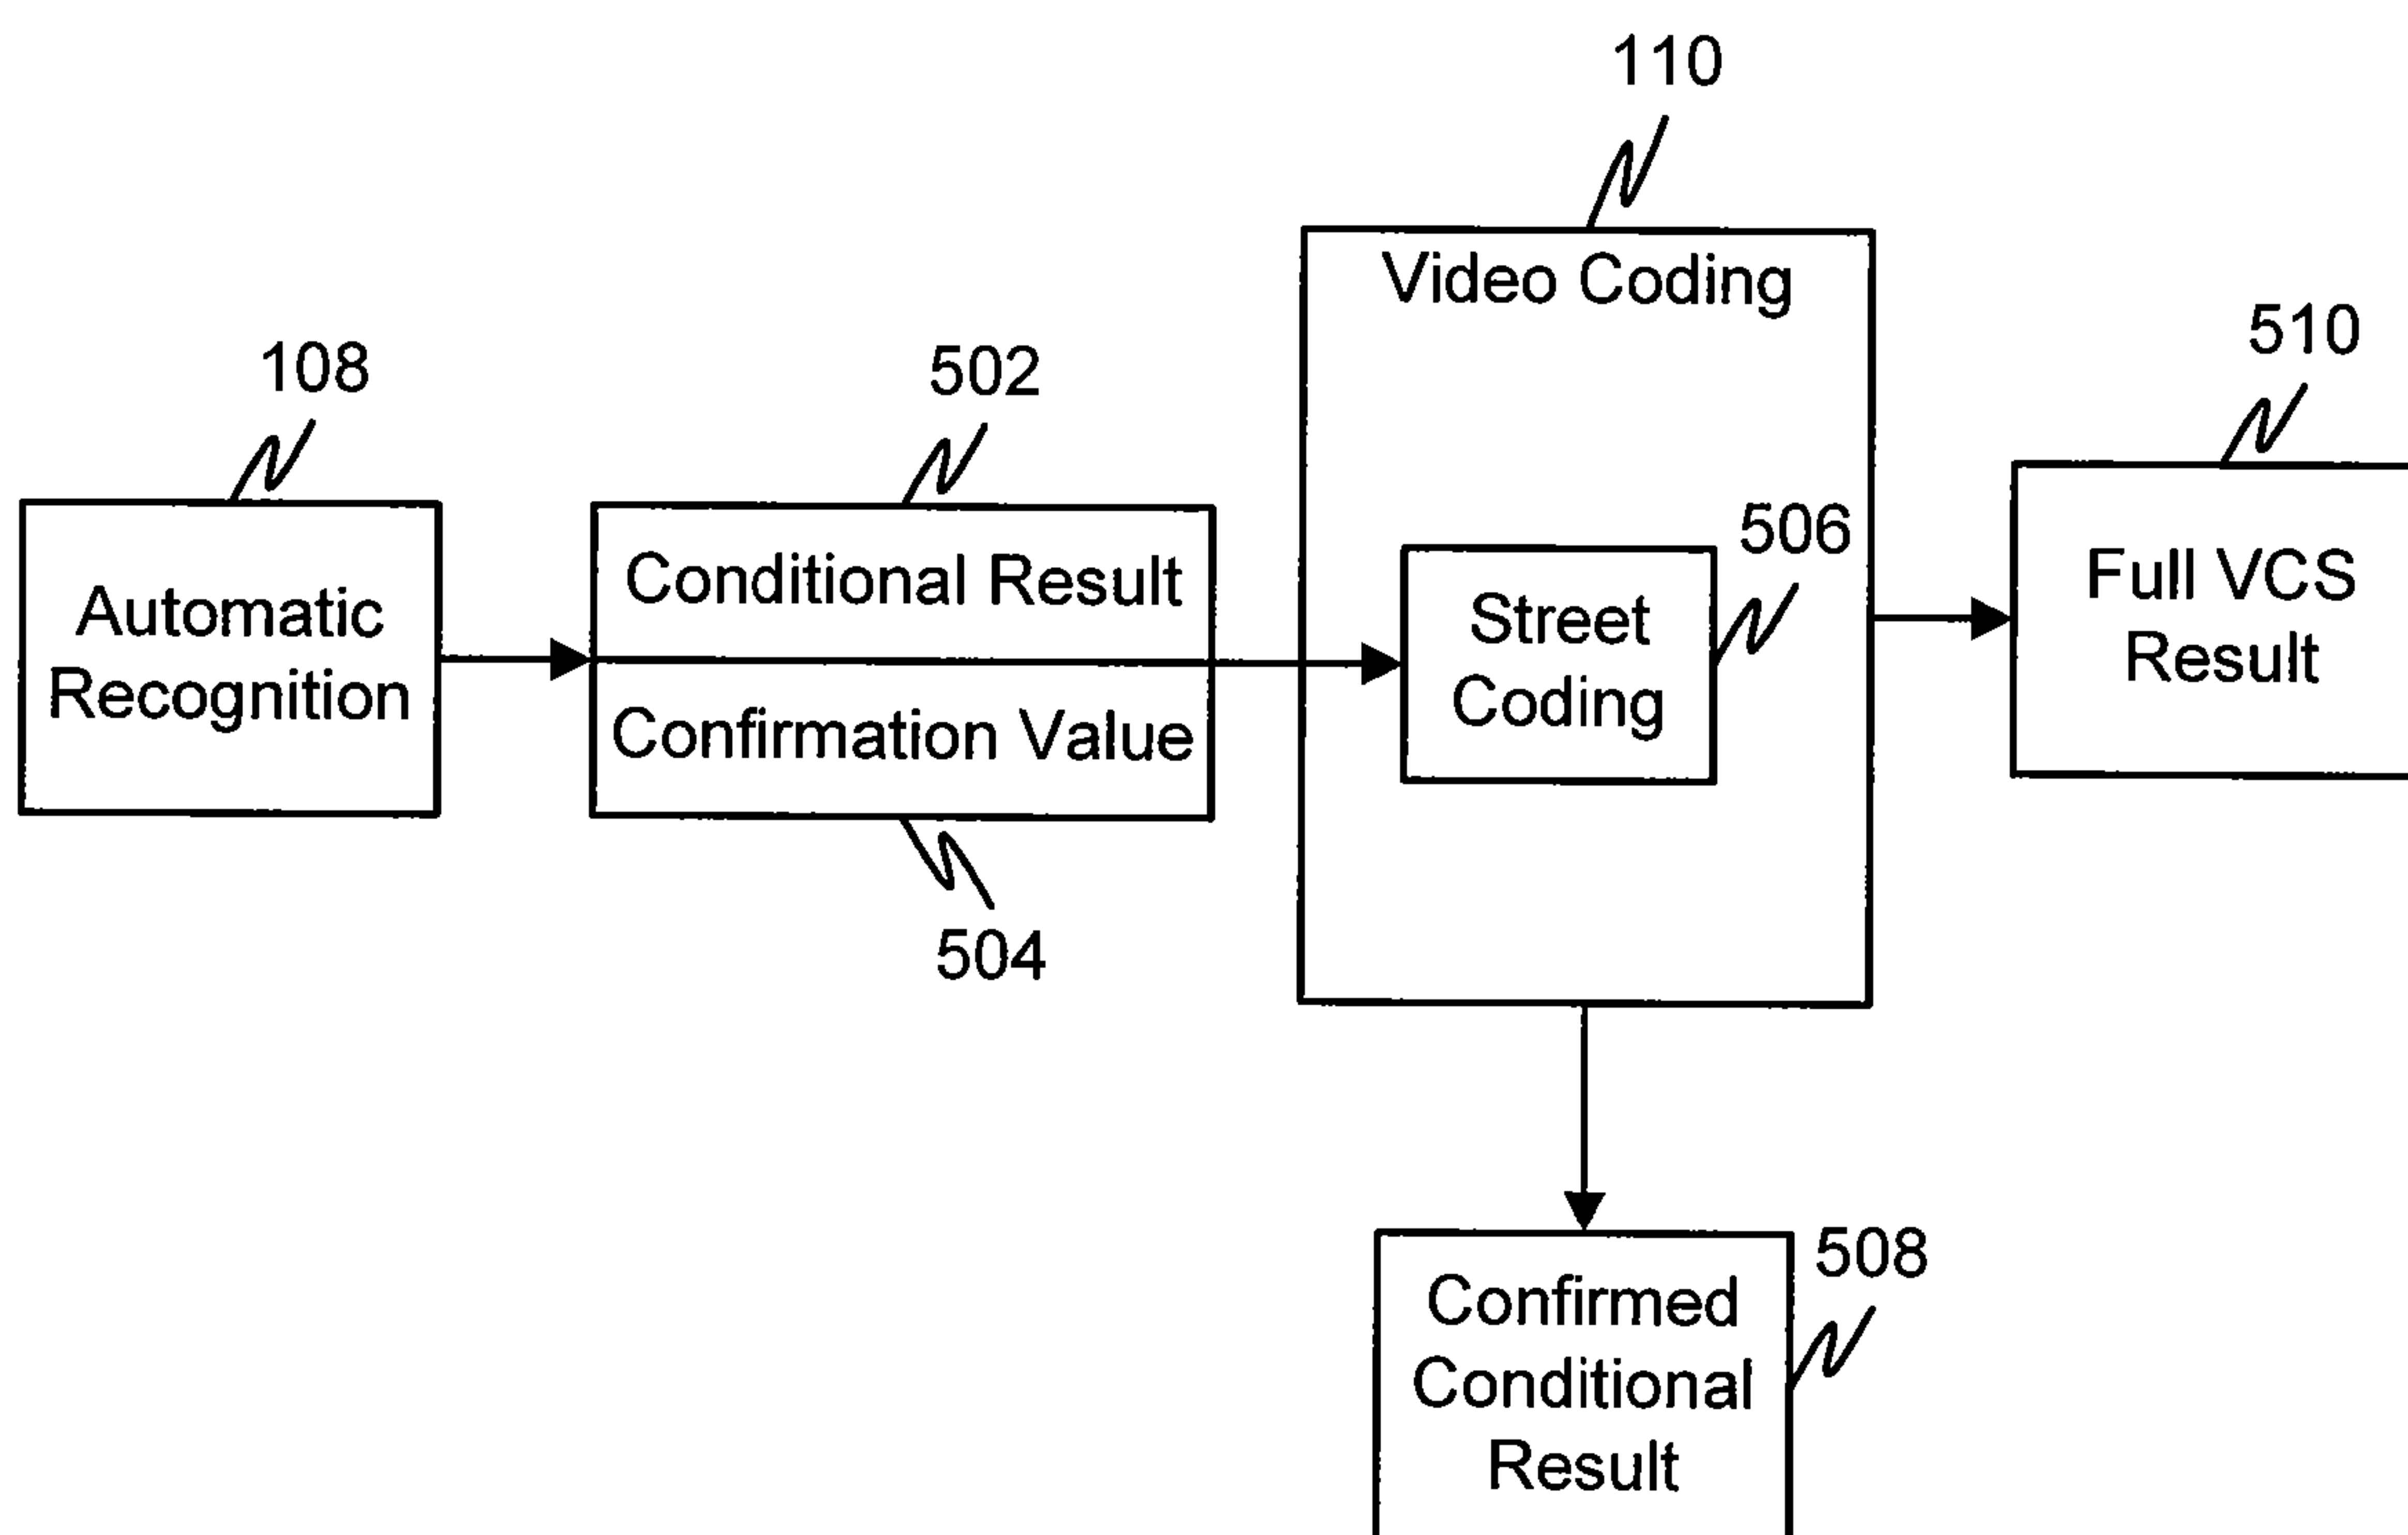 110
Video Coding
108
502
510
506
Automatic
Recognition
Conditional Result
Confirmation Value
Street
Coding
Full VCS
Result
504
508
Confirmed
Conditional
Result